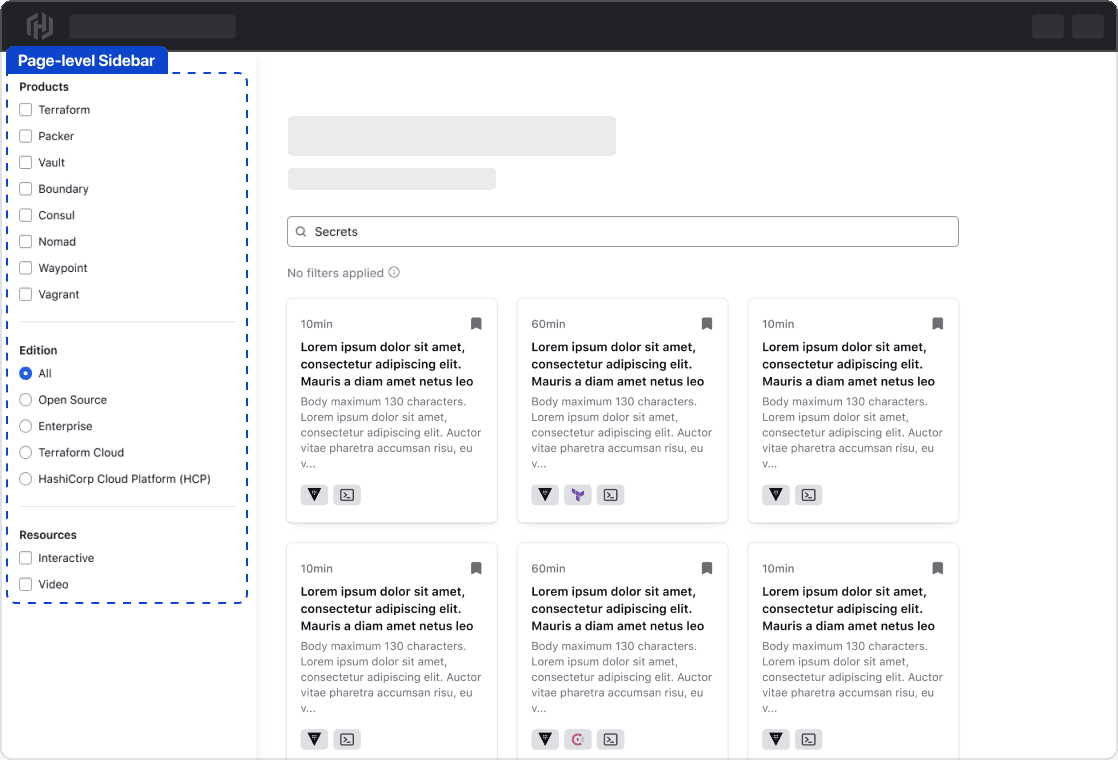 Page-level Sidebar
Products
Terraform
Packer
Vault
Boundary
Consul
Nomad
Waypoint
Vagrant
Edition
All
Open Source
Enterprise
Terraform Cloud
HashiCorp Cloud Platform (HCP)
Resources
Interactive
Video
Secrets
No filters applied
10min
Lorem ipsum dolor sit amet,
consectetur adipiscing elit.
Mauris a diam amet netus leo
Body maximum 130 characters.
Lorem ipsum dolor sit amet,
consectetur adipiscing elit. Auctor
vitae pharetra accumsan risu, eu
v...
60min
Lorem ipsum dolor sit amet,
consectetur adipiscing elit.
Mauris a diam amet netus leo
Body maximum 130 characters.
Lorem ipsum dolor sit amet,
consectetur adipiscing elit. Auctor
vitae pharetra accumsan risu, eu
v...
10min
Lorem ipsum dolor sit amet,
consectetur adipiscing elit.
Mauris a diam amet netus leo
Body maximum 130 characters.
Lorem ipsum dolor sit amet,
consectetur adipiscing elit. Auctor
vitae pharetra accumsan risu, eu
v...
10min
Lorem ipsum dolor sit amet,
consectetur adipiscing elit.
Mauris a diam amet netus leo
Body maximum 130 characters.
Lorem ipsum dolor sit amet,
consectetur adipiscing elit. Auctor
vitae pharetra accumsan risu, eu
v...
60min
Lorem ipsum dolor sit amet,
consectetur adipiscing elit.
Mauris a diam amet netus leo
Body maximum 130 characters.
Lorem ipsum dolor sit amet,
consectetur adipiscing elit. Auctor
vitae pharetra accumsan risu, eu
v...
10min
Lorem ipsum dolor sit amet,
consectetur adipiscing elit.
Mauris a diam amet netus leo
Body maximum 130 characters.
Lorem ipsum dolor sit amet,
consectetur adipiscing elit. Auctor
vitae pharetra accumsan risu, eu
v...